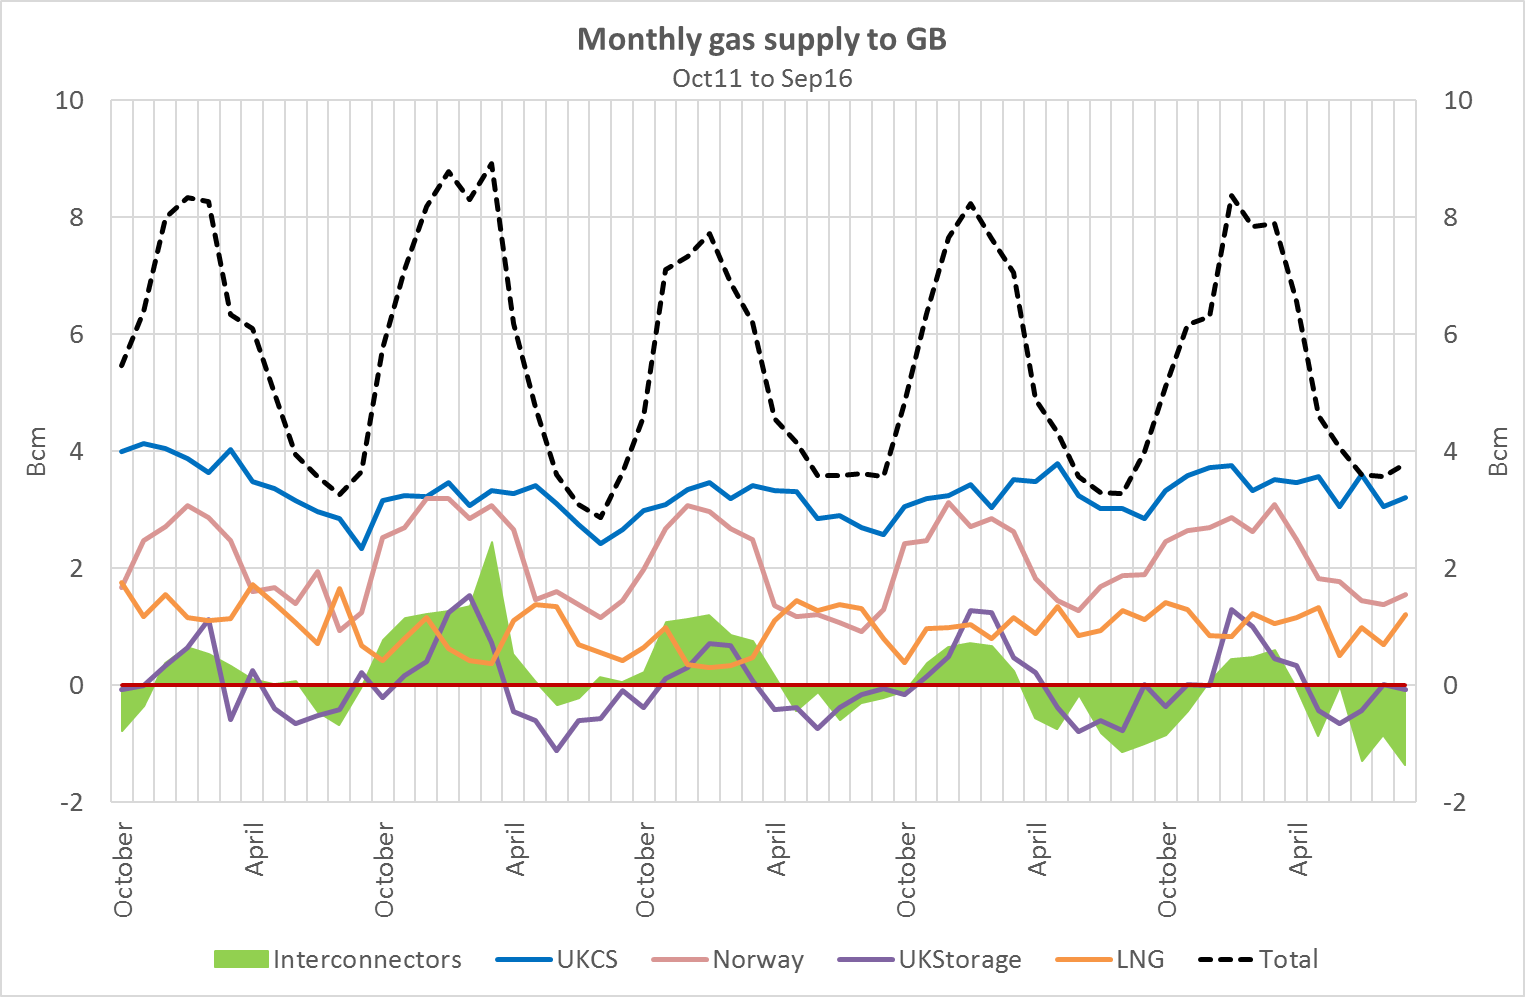 Monthly gas supply to GB
Oct11 to Sep16
10
8
6
4
2
0
-2
Bcm
10
8
6
4
2
0
-2
Bcm
October
April
October
April
October
April
October
April
October
April
Interconnectors UKCS Norway UKStorage LNG Total